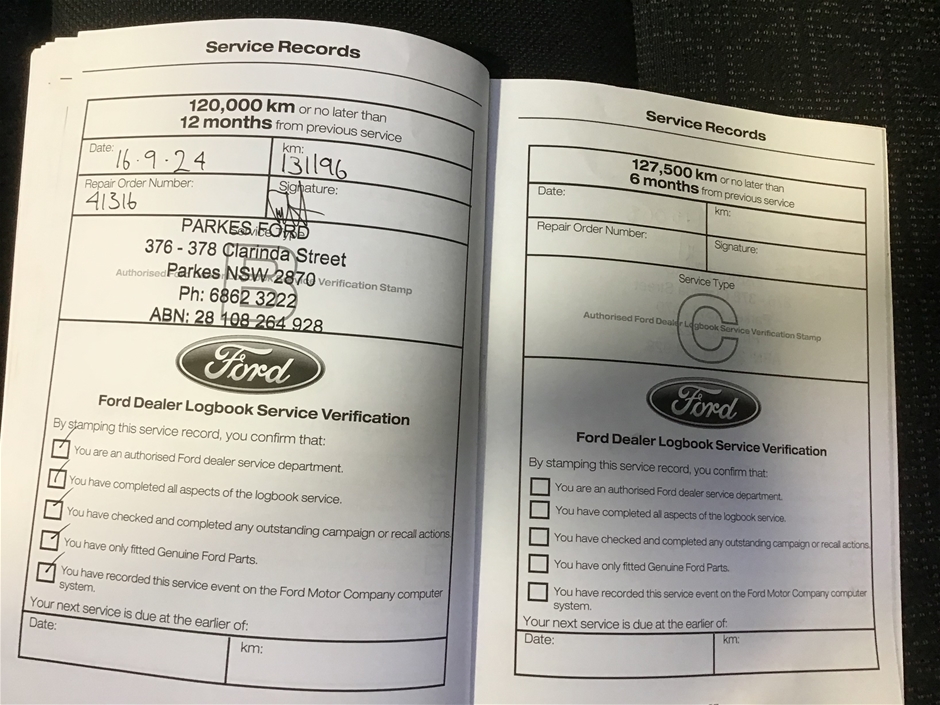 Service Records
120,000 km or no later than
12 months from previous service
Date:
16.9.24
km:
131196
Repair Order Number:
41316
Signature:
Service Type
PARKES FORD
376 - 378 Clarinda Street
Parkes NSW 2870
Ph: 6862 3222
ABN: 28 108 264 928
B
Authorised Verification Stamp
Ford
Ford Dealer Logbook Service Verification
By stamping this service record, you confirm that:
You are an authorised Ford dealer service department.
You have completed all aspects of the logbook service.
You have checked and completed any outstanding campaign or recall actions.
You have only fitted Genuine Ford Parts.
You have recorded this service event on the Ford Motor Company computer
system.
Your next service is due at the earlier of:
Date:
km:
Service Records
127,500 km or no later than
6 months from previous service
Date:
km:
Repair Order Number:
Signature:
Service Type
C
Authorised Ford Dealer Logbook Service Verification Stamp
Ford
Ford Dealer Logbook Service Verification
By stamping this service record, you confirm that:
You are an authorised Ford dealer service department.
You have completed all aspects of the logbook service.
You have checked and completed any outstanding campaign or recall actions.
You have only fitted Genuine Ford Parts.
You have recorded this service event on the Ford Motor Company computer
system.
Your next service is due at the earlier of:
Date:
km: